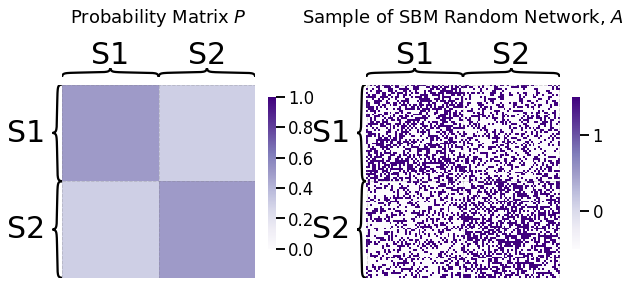 Probability Matrix P
S1 S2
S1
S2
1.0
0.8
0.6
0.4
0.2
0.0
Sample of SBM Random Network, A
S1 S2
S1
S2
1
0